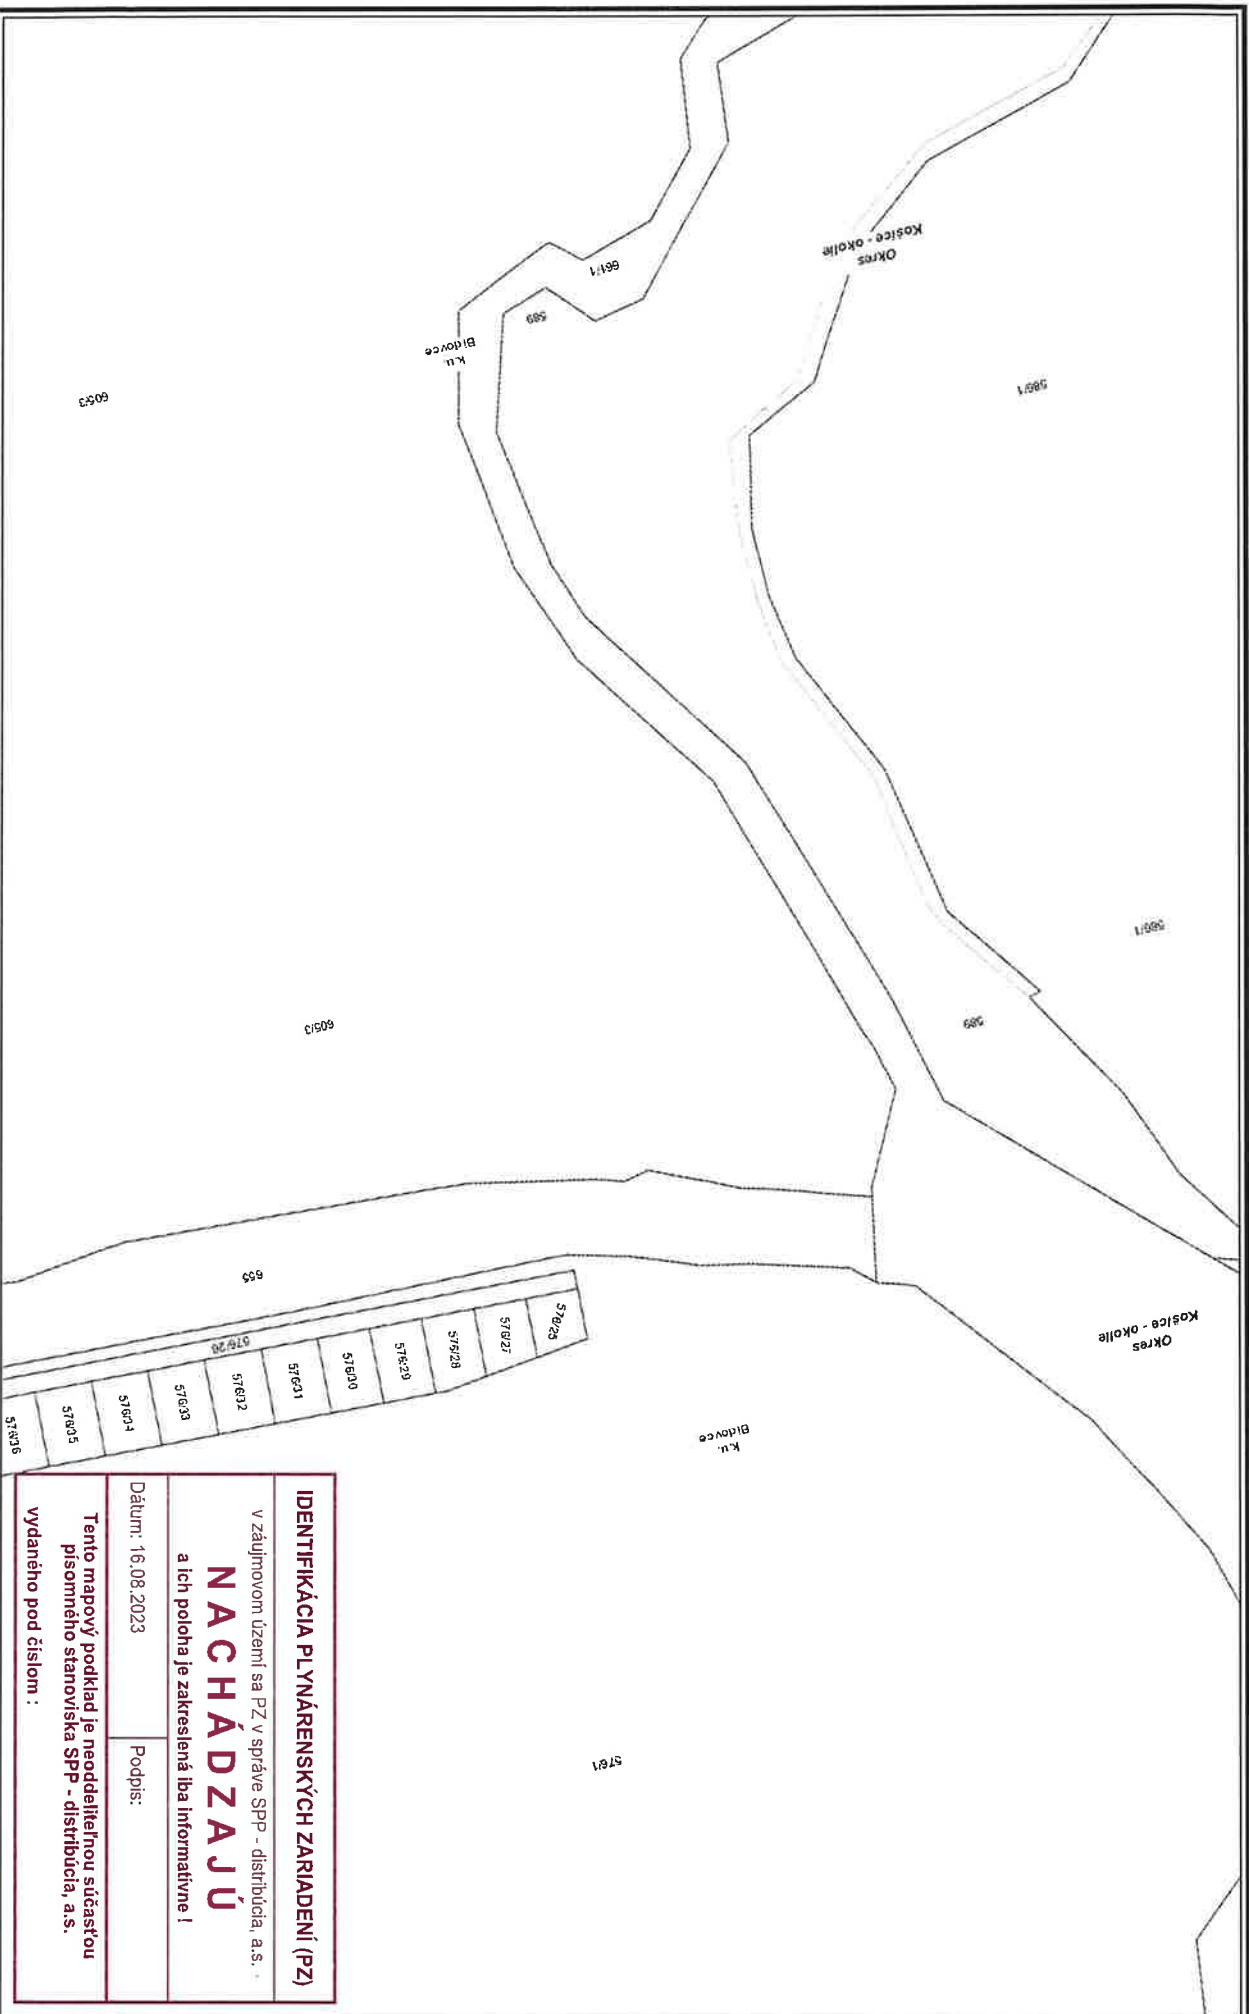 Okres
Košice - okolie
586/1
661/1
589
k.u.
Bidovce
605/3
586/1
589
605/3
Okres
Košice - okolie
k.u.
Bidovce
655
576/26
576/25
576/27
576/28
576/29
576/30
576/31
576/32
576/33
576/34
576/35
576/36
576/1
IDENTIFIKÁCIA PLYNÁRENSKÝCH ZARIADENÍ (PZ)
v záujmovom území sa PZ v správe SPP - distribúcia, a.s. -
NACHÁDZAJÚ
a ich poloha je zakreslená iba informatívne !
Dátum: 16.08.2023
Podpis:
Tento mapový podklad je neoddeliteľnou súčasťou
písomného stanoviska SPP - distribúcia, a.s.
vydaného pod číslom :